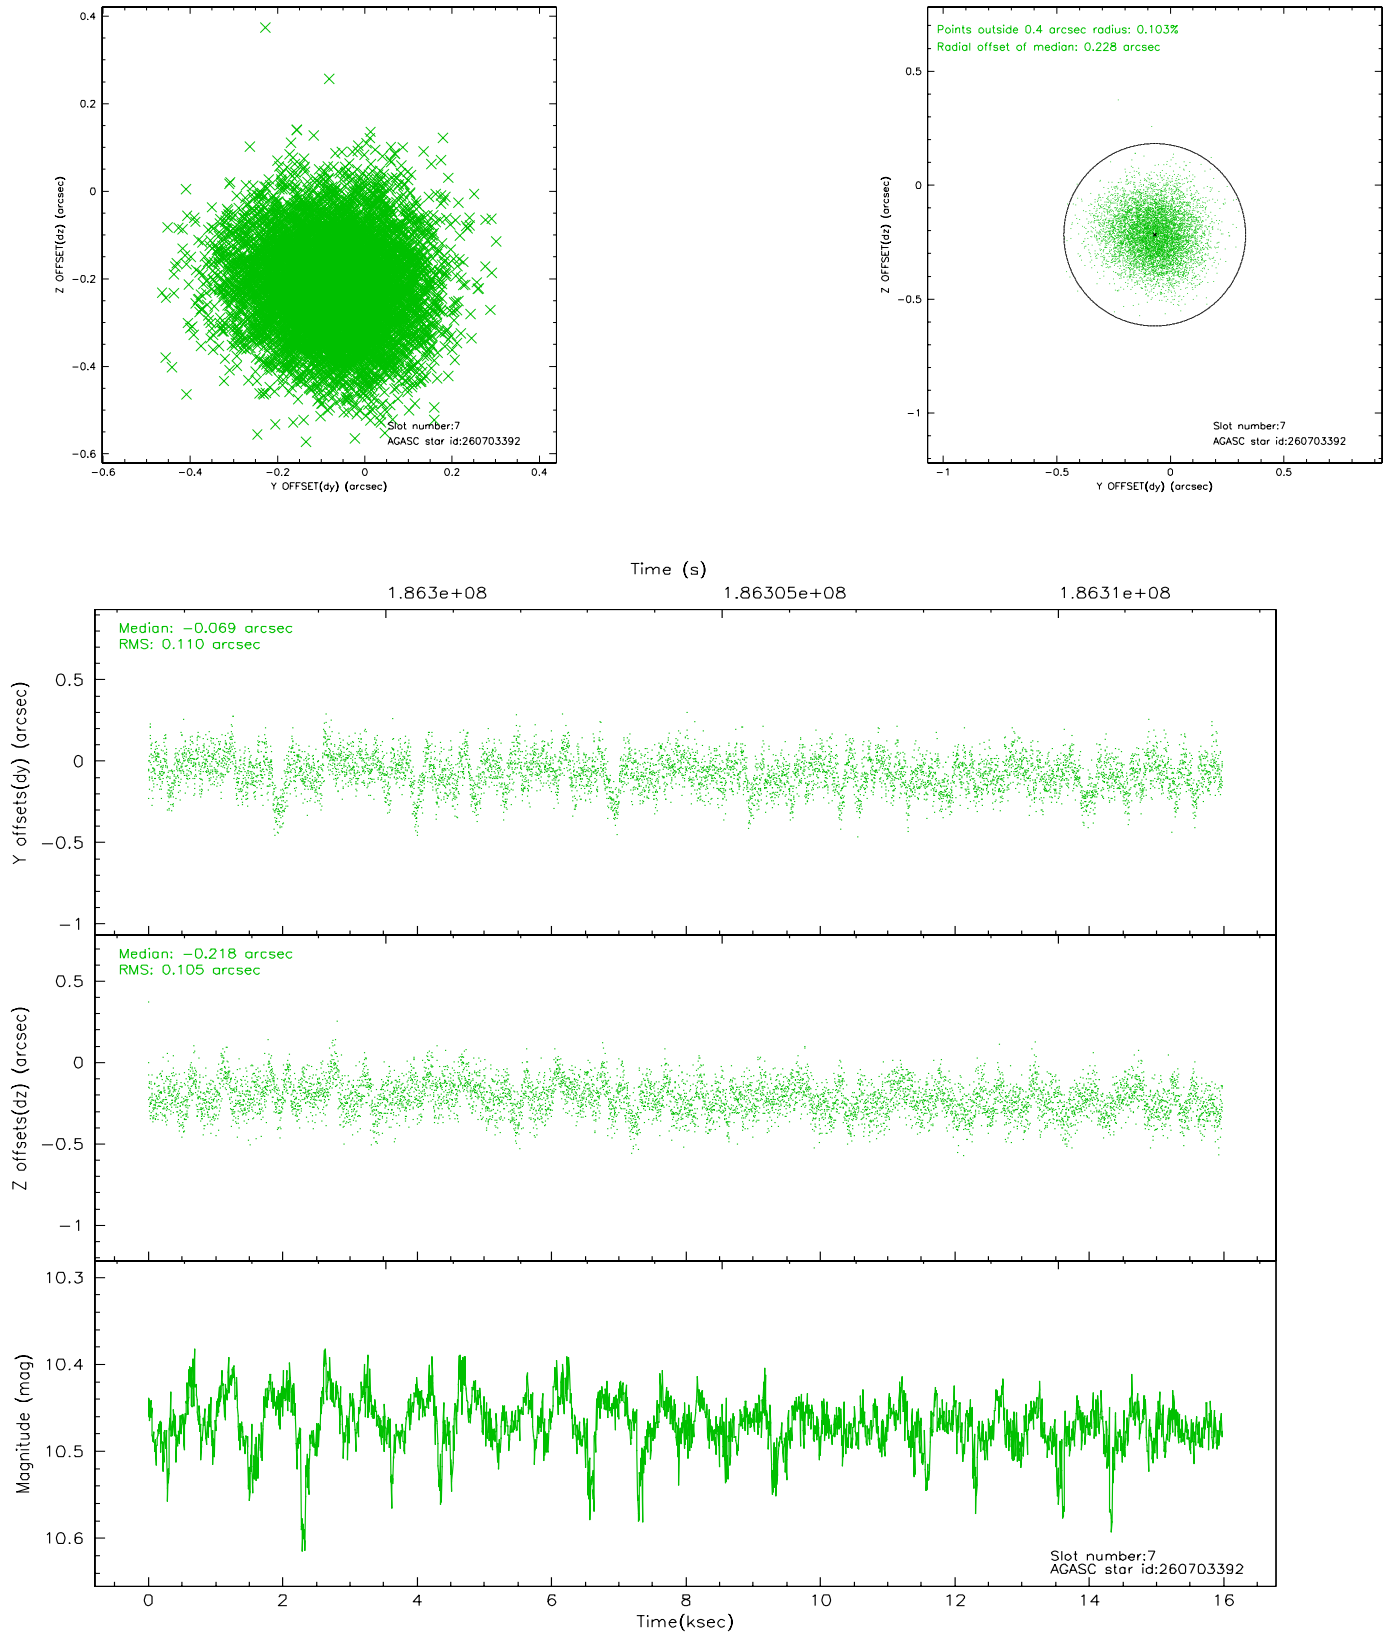 0.4
0.2
0
−0.2
−0.4
−0.6
Z OFFSET(dz) (arcsec)
Slot number:7
AGASC star id:260703392
−0.6
−0.4
−0.2
0
0.2
0.4
Y OFFSET(dy) (arcsec)
Points outside 0.4 arcsec radius: 0.103%
Radial offset of median: 0.228 arcsec
0.5
0
−0.5
−1
Z OFFSET(dz) (arcsec)
Slot number:7
AGASC star id:260703392
−1
−0.5
0
0.5
Y OFFSET(dy) (arcsec)
Time (s)
1.863e+08
1.86305e+08
1.8631e+08
Median: −0.069 arcsec
RMS: 0.110 arcsec
0.5
0
−0.5
−1
Y offsets(dy) (arcsec)
Median: −0.218 arcsec
RMS: 0.105 arcsec
0.5
0
−0.5
−1
Z offsets(dz) (arcsec)
10.3
10.4
10.5
10.6
Magnitude (mag)
Slot number:7
AGASC star id:260703392
0
2
4
6
8
10
12
14
16
Time(ksec)